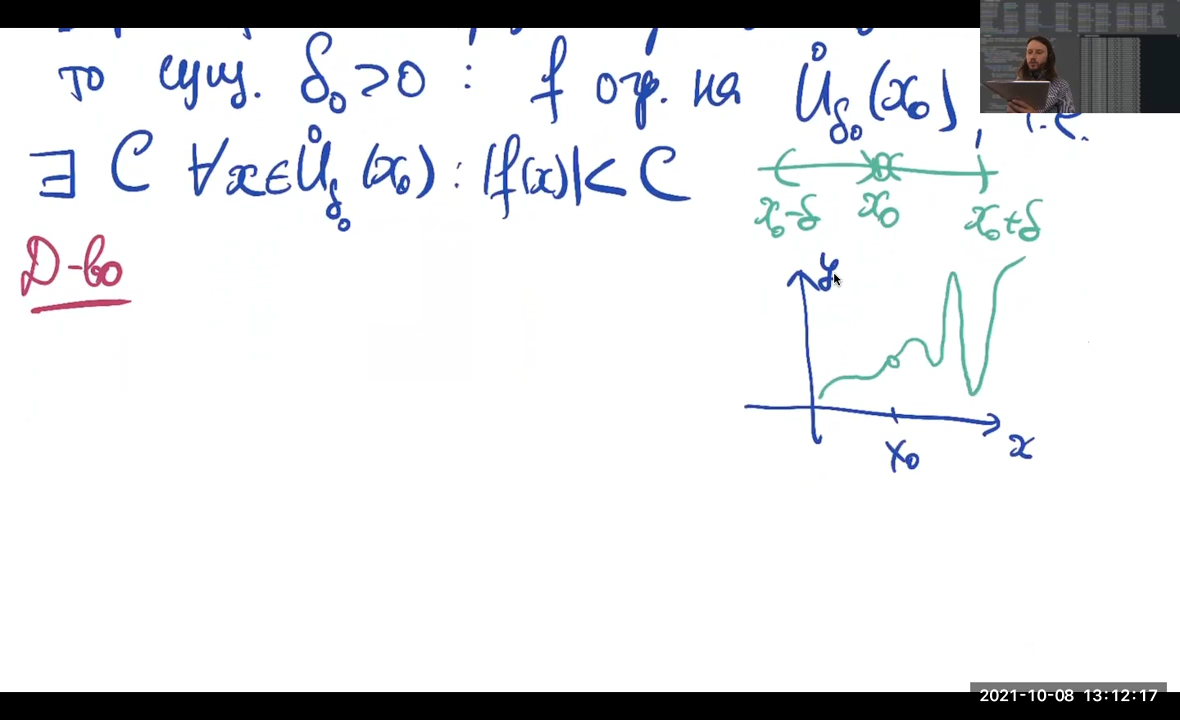 то сущ. δ₀ > 0 : f огр. на Ů_δ₀(x₀), т.е.
∃ C ∀x∈Ů_δ₀(x₀) : |f(x)| < C
x₀-δ x₀ x₀+δ
Д-во
y
x₀ x
2021-10-08 13:12:17